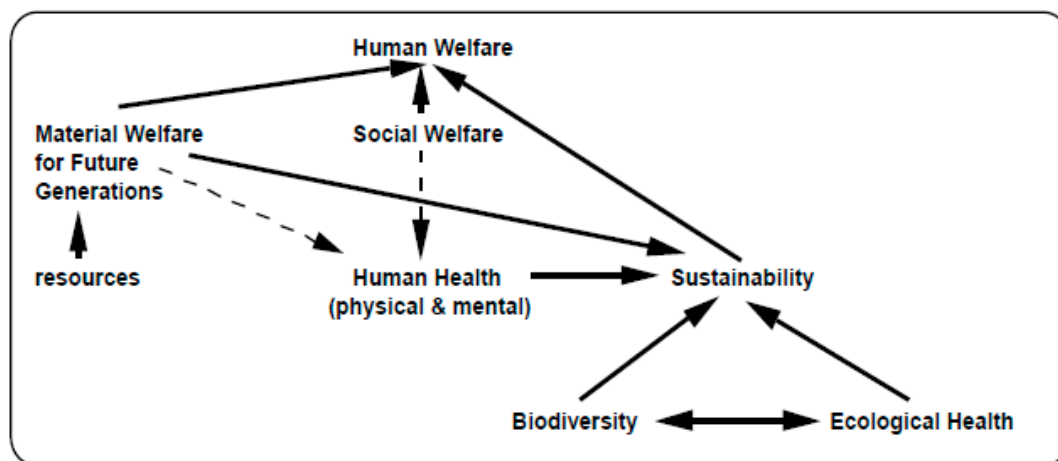 Human Welfare
Material Welfare
for Future
Generations
Social Welfare
resources
Human Health
(physical & mental)
Sustainability
Biodiversity
Ecological Health